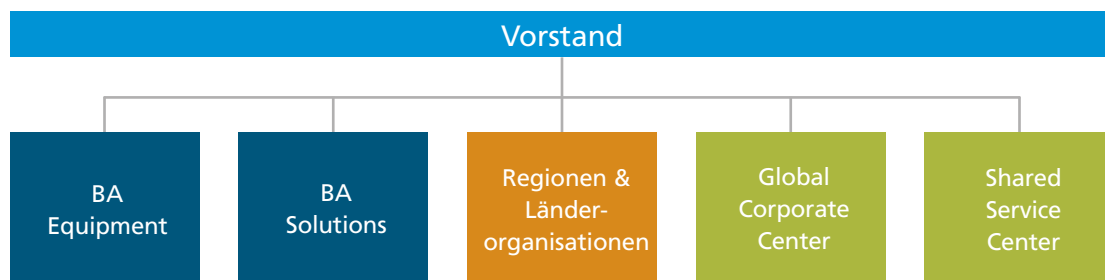 Vorstand
BA
Equipment
BA
Solutions
Regionen &
Länder-
organisationen
Global
Corporate
Center
Shared
Service
Center